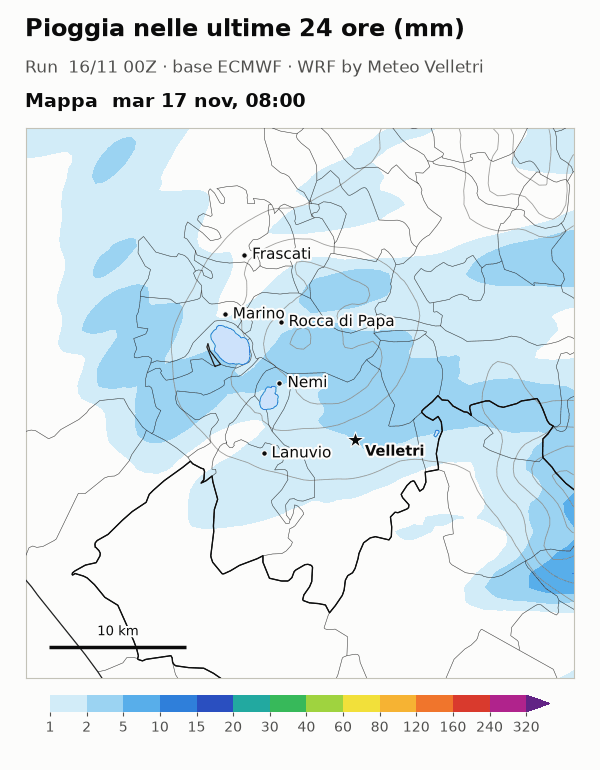 Pioggia nelle ultime 24 ore (mm)
Run  16/11 00Z · base ECMWF · WRF by Meteo Velletri
Mappa  mar 17 nov, 08:00
Frascati
Marino
Rocca di Papa
Nemi
Velletri
Lanuvio
10 km
1 2 5 10 15 20 30 40 60 80 120 160 240 320